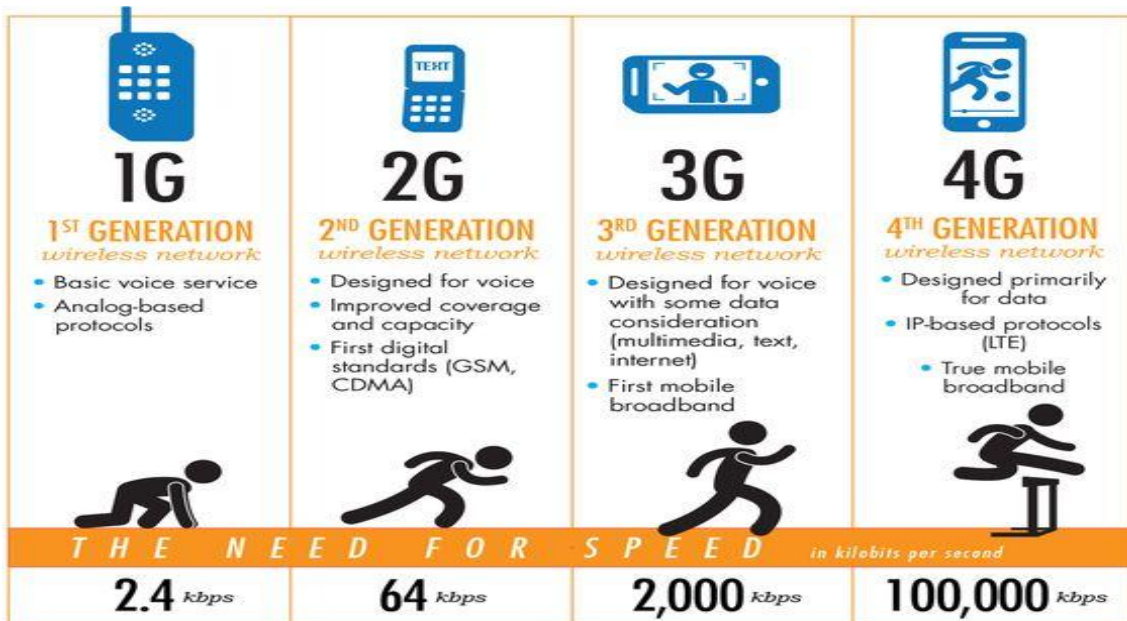 TEXT
1G
1ST GENERATION
wireless network
• Basic voice service
• Analog-based
protocols
2G
2ND GENERATION
wireless network
• Designed for voice
• Improved coverage
and capacity
• First digital
standards (GSM,
CDMA)
3G
3RD GENERATION
wireless network
• Designed for voice
with some data
consideration
(multimedia, text,
internet)
• First mobile
broadband
4G
4TH GENERATION
wireless network
• Designed primarily
for data
• IP-based protocols
(LTE)
• True mobile
broadband
THE NEED FOR SPEED in kilobits per second
2.4 kbps
64 kbps
2,000 kbps
100,000 kbps